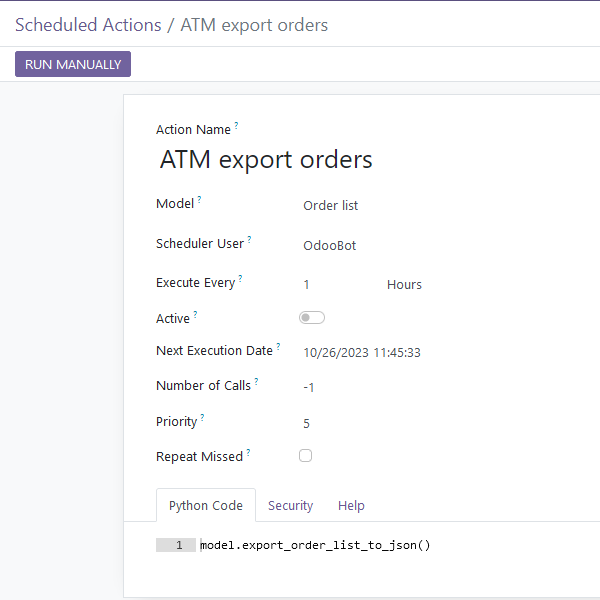 Scheduled Actions / ATM export orders
RUN MANUALLY
Action Name ?
ATM export orders
Model ? Order list
Scheduler User ? OdooBot
Execute Every ? 1 Hours
Active ?
Next Execution Date ? 10/26/2023 11:45:33
Number of Calls ? -1
Priority ? 5
Repeat Missed ?
Python Code Security Help
1 model.export_order_list_to_json()